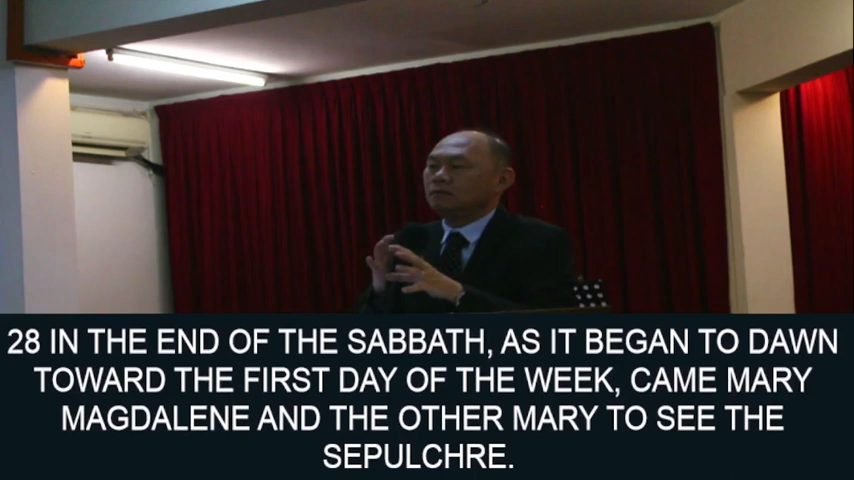 28 IN THE END OF THE SABBATH, AS IT BEGAN TO DAWN
TOWARD THE FIRST DAY OF THE WEEK, CAME MARY
MAGDALENE AND THE OTHER MARY TO SEE THE
SEPULCHRE.